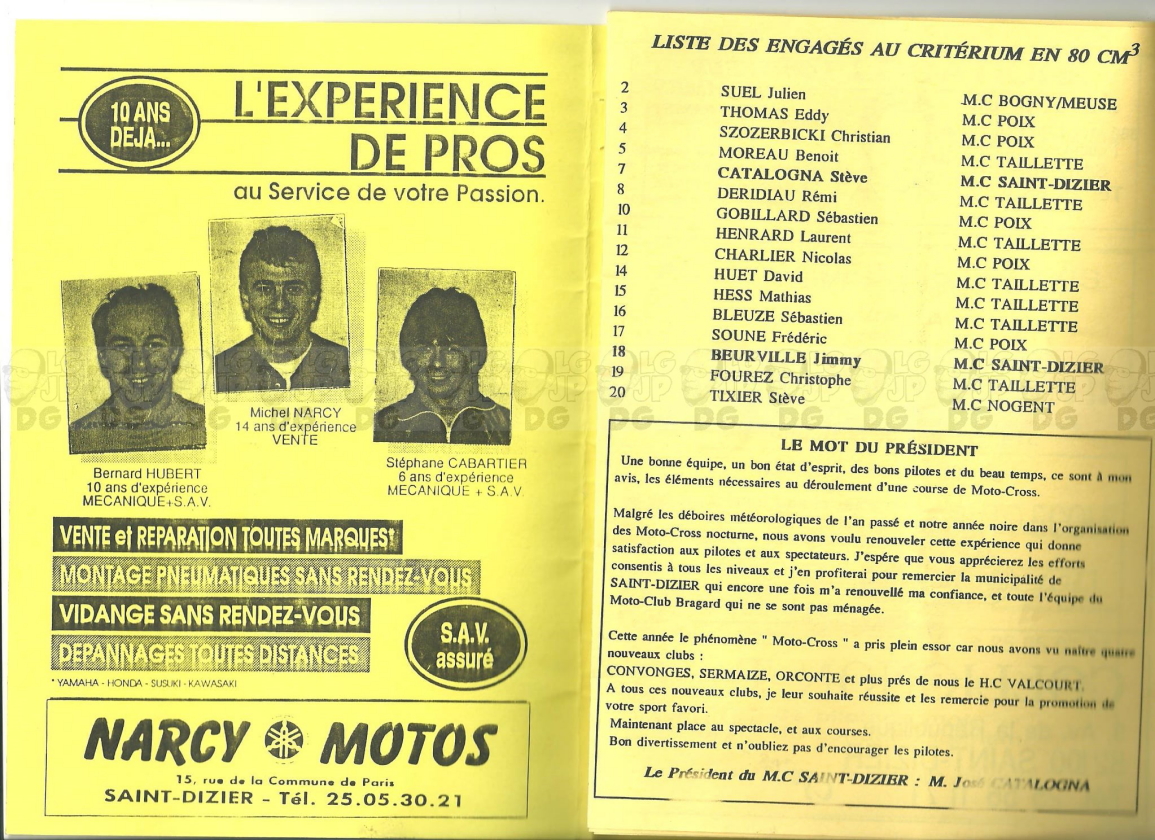 10 ANS
DEJA...
L'EXPERIENCE
DE PROS
au Service de votre Passion.
Michel NARCY
14 ans d'expérience
VENTE
Bernard HUBERT
10 ans d'expérience
MECANIQUE+S.A.V.
Stéphane CABARTIER
6 ans d'expérience
MECANIQUE + S.A.V.
VENTE et REPARATION TOUTES MARQUES*
MONTAGE PNEUMATIQUES SANS RENDEZ-VOUS
VIDANGE SANS RENDEZ-VOUS
DEPANNAGES TOUTES DISTANCES
S.A.V.
assuré
* YAMAHA - HONDA - SUSUKI - KAWASAKI
NARCY MOTOS
15, rue de la Commune de Paris
SAINT-DIZIER - Tél. 25.05.30.21
LISTE DES ENGAGÉS AU CRITÉRIUM EN 80 CM³
2 SUEL Julien M.C BOGNY/MEUSE
3 THOMAS Eddy M.C POIX
4 SZOZERBICKI Christian M.C POIX
5 MOREAU Benoit M.C TAILLETTE
7 CATALOGNA Stève M.C SAINT-DIZIER
8 DERIDIAU Rémi M.C TAILLETTE
10 GOBILLARD Sébastien M.C POIX
11 HENRARD Laurent M.C TAILLETTE
12 CHARLIER Nicolas M.C POIX
14 HUET David M.C TAILLETTE
15 HESS Mathias M.C TAILLETTE
16 BLEUZE Sébastien M.C TAILLETTE
17 SOUNE Frédéric M.C POIX
18 BEURVILLE Jimmy M.C SAINT-DIZIER
19 FOUREZ Christophe M.C TAILLETTE
20 TIXIER Stève M.C NOGENT
LE MOT DU PRÉSIDENT
Une bonne équipe, un bon état d'esprit, des bons pilotes et du beau temps, ce sont à mon
avis, les éléments nécessaires au déroulement d'une course de Moto-Cross.
Malgré les déboires météorologiques de l'an passé et notre année noire dans l'organisation
des Moto-Cross nocturne, nous avons voulu renouveler cette expérience qui donne
satisfaction aux pilotes et aux spectateurs. J'espére que vous apprécierez les efforts
consentis à tous les niveaux et j'en profiterai pour remercier la municipalité de
SAINT-DIZIER qui encore une fois m'a renouvellé ma confiance, et toute l'équipe du
Moto-Club Bragard qui ne se sont pas ménagée.
Cette année le phénomène " Moto-Cross " a pris plein essor car nous avons vu naître quatre
nouveaux clubs :
CONVONGES, SERMAIZE, ORCONTE et plus prés de nous le H.C VALCOURT.
A tous ces nouveaux clubs, je leur souhaite réussite et les remercie pour la promotion de
votre sport favori.
Maintenant place au spectacle, et aux courses.
Bon divertissement et n'oubliez pas d'encourager les pilotes.
Le Président du M.C SAINT-DIZIER : M. José CATALOGNA